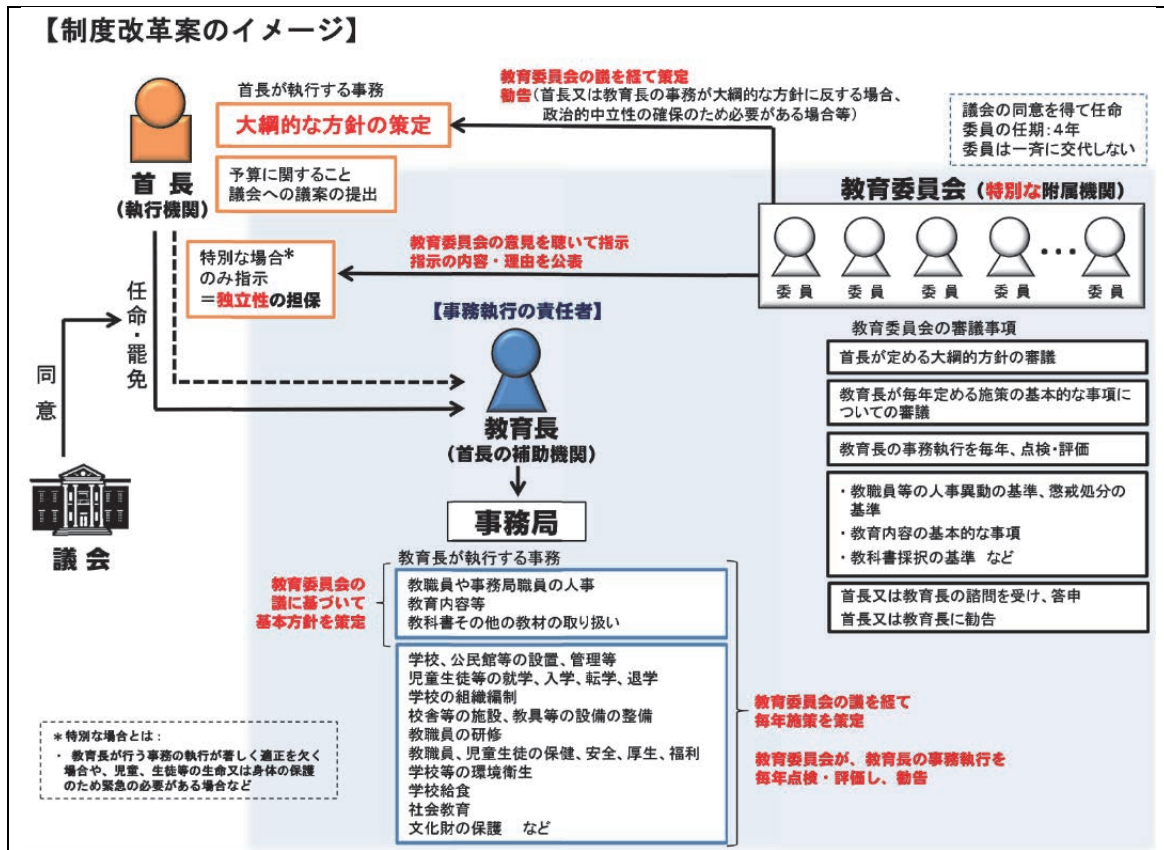 【制度改革案のイメージ】
首長が執行する事務
大綱的な方針の策定
予算に関すること
議会への議案の提出
首長
(執行機関)
教育委員会の議を経て策定
勧告(首長又は教育長の事務が大綱的な方針に反する場合、
政治的中立性の確保のため必要がある場合等)
議会の同意を得て任命
委員の任期:4年
委員は一斉に交代しない
教育委員会(特別な附属機関)
委員
委員
委員
委員
…
委員
特別な場合*
のみ指示
=独立性の担保
教育委員会の意見を聴いて指示
指示の内容・理由を公表
任命・罷免
同意
議会
【事務執行の責任者】
教育長
(首長の補助機関)
事務局
教育委員会の審議事項
首長が定める大綱的方針の審議
教育長が毎年定める施策の基本的な事項に
ついての審議
教育長の事務執行を毎年、点検・評価
・教職員等の人事異動の基準、懲戒処分の
基準
・教育内容の基本的な事項
・教科書採択の基準 など
首長又は教育長の諮問を受け、答申
首長又は教育長に勧告
教育長が執行する事務
教育委員会の
議に基づいて
基本方針を策定
教職員や事務局職員の人事
教育内容等
教科書その他の教材の取り扱い
学校、公民館等の設置、管理等
児童生徒等の就学、入学、転学、退学
学校の組織編制
校舎等の施設、教具等の設備の整備
教職員の研修
教職員、児童生徒の保健、安全、厚生、福利
学校等の環境衛生
学校給食
社会教育
文化財の保護 など
教育委員会の議を経て
毎年施策を策定
教育委員会が、教育長の事務執行を
毎年点検・評価し、勧告
*特別な場合とは:
・ 教育長が行う事務の執行が著しく適正を欠く
場合や、児童、生徒等の生命又は身体の保護
のため緊急の必要がある場合など